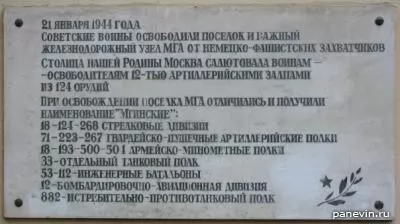 21 ЯНВАРЯ 1944 ГОДА
СОВЕТСКИЕ ВОИНЫ ОСВОБОДИЛИ ПОСЕЛОК И ВАЖНЫЙ
ЖЕЛЕЗНОДОРОЖНЫЙ УЗЕЛ МГА ОТ НЕМЕЦКО-ФАШИСТСКИХ ЗАХВАТЧИКОВ
СТОЛИЦА НАШЕЙ РОДИНЫ МОСКВА САЛЮТОВАЛА ВОИНАМ-
-ОСВОБОДИТЕЛЯМ 12-ТЬЮ АРТИЛЛЕРИЙСКИМИ ЗАЛПАМИ
ИЗ 124 ОРУДИЙ
ПРИ ОСВОБОЖДЕНИИ ПОСЕЛКА МГА ОТЛИЧИЛИСЬ И ПОЛУЧИЛИ
НАИМЕНОВАНИЕ "МГИНСКИЕ":
18-124-268 СТРЕЛКОВЫЕ ДИВИЗИИ
71-223-267 ГВАРДЕЙСКО-ПУШЕЧНЫЕ АРТИЛЛЕРИЙСКИЕ ПОЛКИ
18-193-500-501 АРМЕЙСКО-МИНОМЕТНЫЕ ПОЛКИ
33-ОТДЕЛЬНЫЙ ТАНКОВЫЙ ПОЛК
53-112-ИНЖЕНЕРНЫЕ БАТАЛЬОНЫ
12-БОМБАРДИРОВОЧНО-АВИАЦИОННАЯ ДИВИЗИЯ
882-ИСТРЕБИТЕЛЬНО-ПРОТИВОТАНКОВЫЙ ПОЛК
panevin.ru